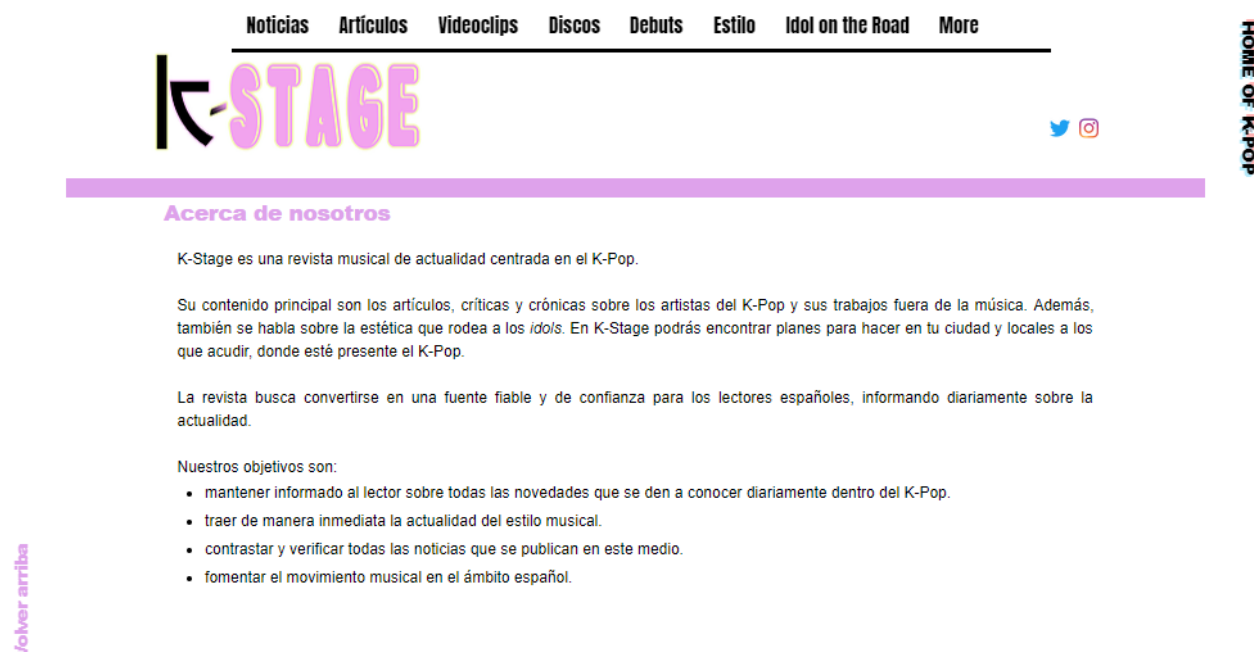 Noticias Artículos Videoclips Discos Debuts Estilo Idol on the Road More
K-STAGE
HOME OF K-POP
Acerca de nosotros
K-Stage es una revista musical de actualidad centrada en el K-Pop.
Su contenido principal son los artículos, críticas y crónicas sobre los artistas del K-Pop y sus trabajos fuera de la música. Además,
también se habla sobre la estética que rodea a los idols. En K-Stage podrás encontrar planes para hacer en tu ciudad y locales a los
que acudir, donde esté presente el K-Pop.
La revista busca convertirse en una fuente fiable y de confianza para los lectores españoles, informando diariamente sobre la
actualidad.
Nuestros objetivos son:
• mantener informado al lector sobre todas las novedades que se den a conocer diariamente dentro del K-Pop.
• traer de manera inmediata la actualidad del estilo musical.
• contrastar y verificar todas las noticias que se publican en este medio.
• fomentar el movimiento musical en el ámbito español.
Volver arriba